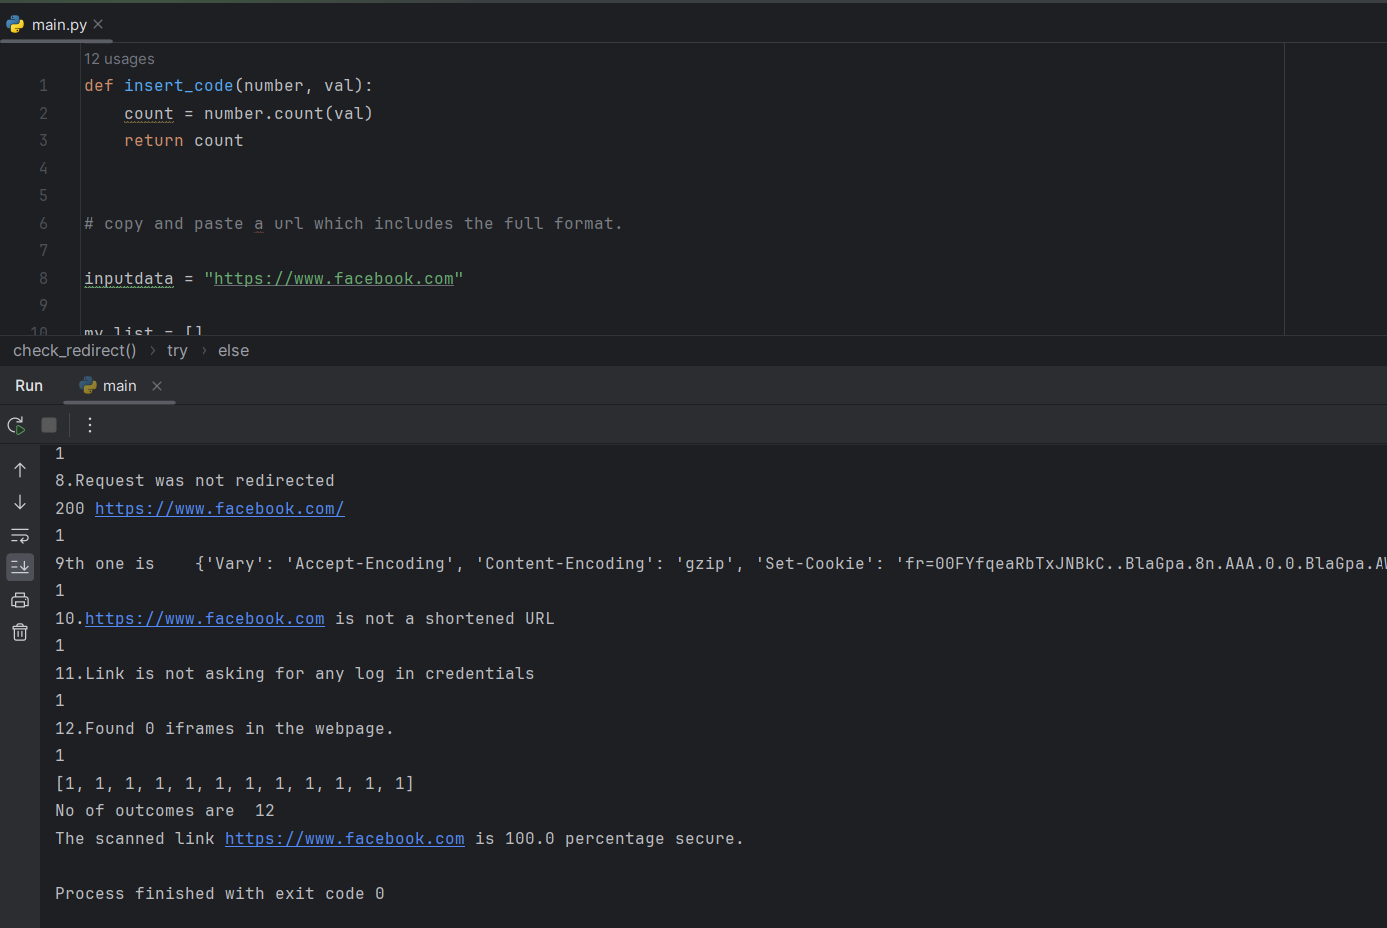 main.py
12 usages
1 def insert_code(number, val):
2 count = number.count(val)
3 return count
4
5
6 # copy and paste a url which includes the full format.
7
8 inputdata = "https://www.facebook.com"
9
10 my_list = []
check_redirect() › try › else
Run main
1
8.Request was not redirected
200 https://www.facebook.com/
1
9th one is {'Vary': 'Accept-Encoding', 'Content-Encoding': 'gzip', 'Set-Cookie': 'fr=00FYfqeaRbTxJNBkC..BlaGpa.8n.AAA.0.0.BlaGpa.AW
1
10.https://www.facebook.com is not a shortened URL
1
11.Link is not asking for any log in credentials
1
12.Found 0 iframes in the webpage.
1
[1, 1, 1, 1, 1, 1, 1, 1, 1, 1, 1, 1]
No of outcomes are 12
The scanned link https://www.facebook.com is 100.0 percentage secure.
Process finished with exit code 0